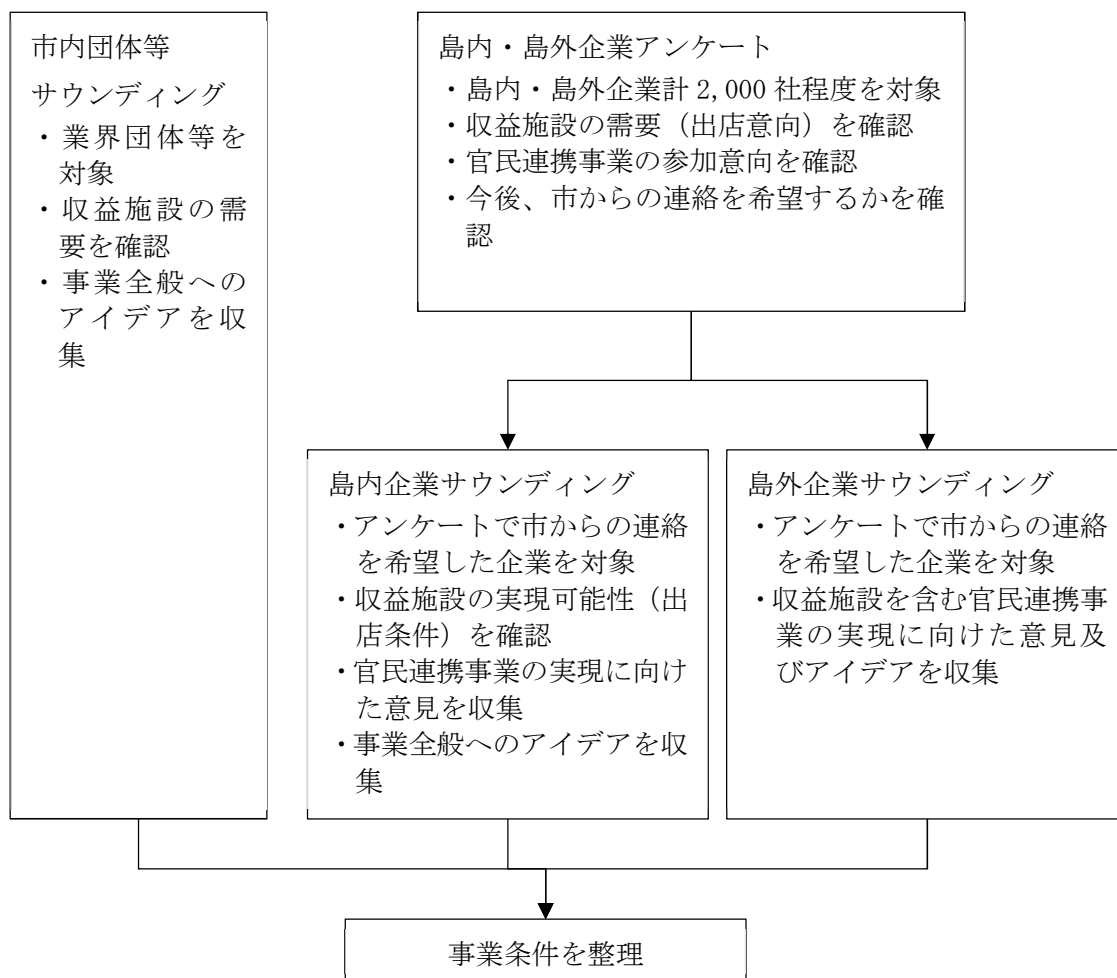 市内団体等
サウンディング
・業界団体等を
対象
・収益施設の需
要を確認
・事業全般への
アイデアを収
集
島内・島外企業アンケート
・島内・島外企業計 2,000 社程度を対象
・収益施設の需要（出店意向）を確認
・官民連携事業の参加意向を確認
・今後、市からの連絡を希望するかを確
認
島内企業サウンディング
・アンケートで市からの連絡
を希望した企業を対象
・収益施設の実現可能性（出
店条件）を確認
・官民連携事業の実現に向け
た意見を収集
・事業全般へのアイデアを収
集
島外企業サウンディング
・アンケートで市からの連絡
を希望した企業を対象
・収益施設を含む官民連携事
業の実現に向けた意見及
びアイデアを収集
事業条件を整理